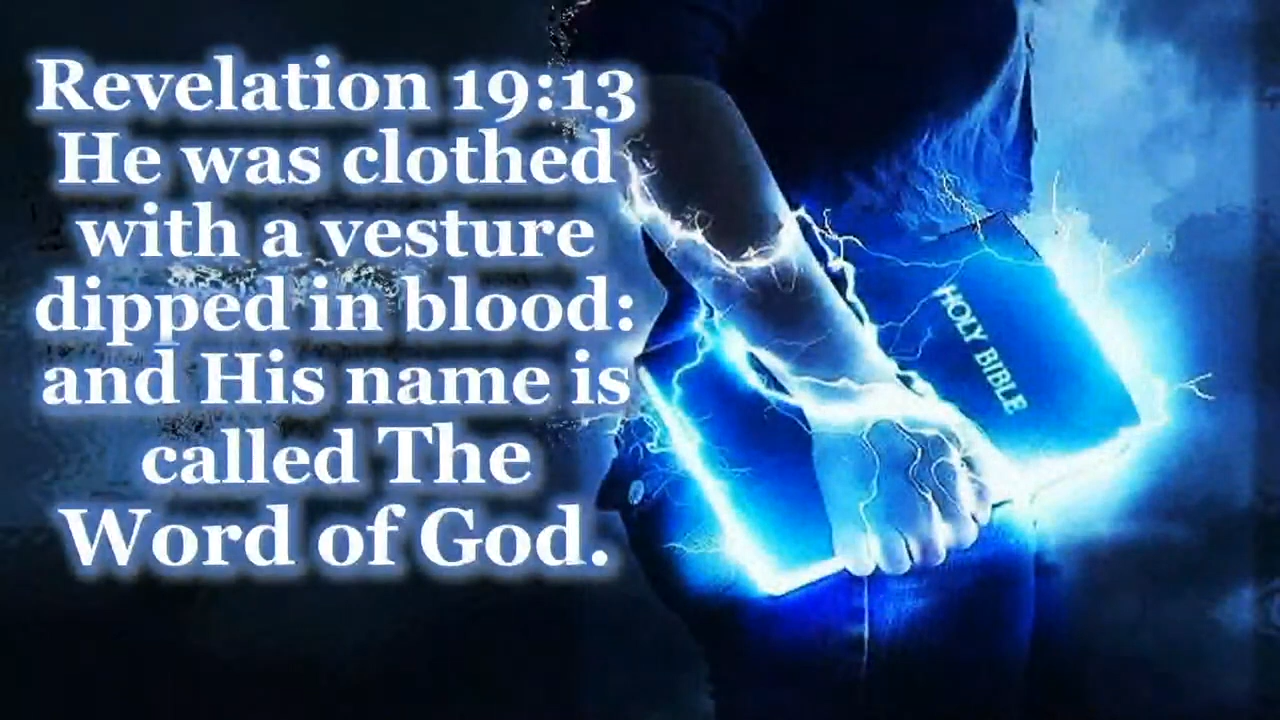 Revelation 19:13
He was clothed
with a vesture
dipped in blood:
and His name is
called The
Word of God.
HOLY BIBLE